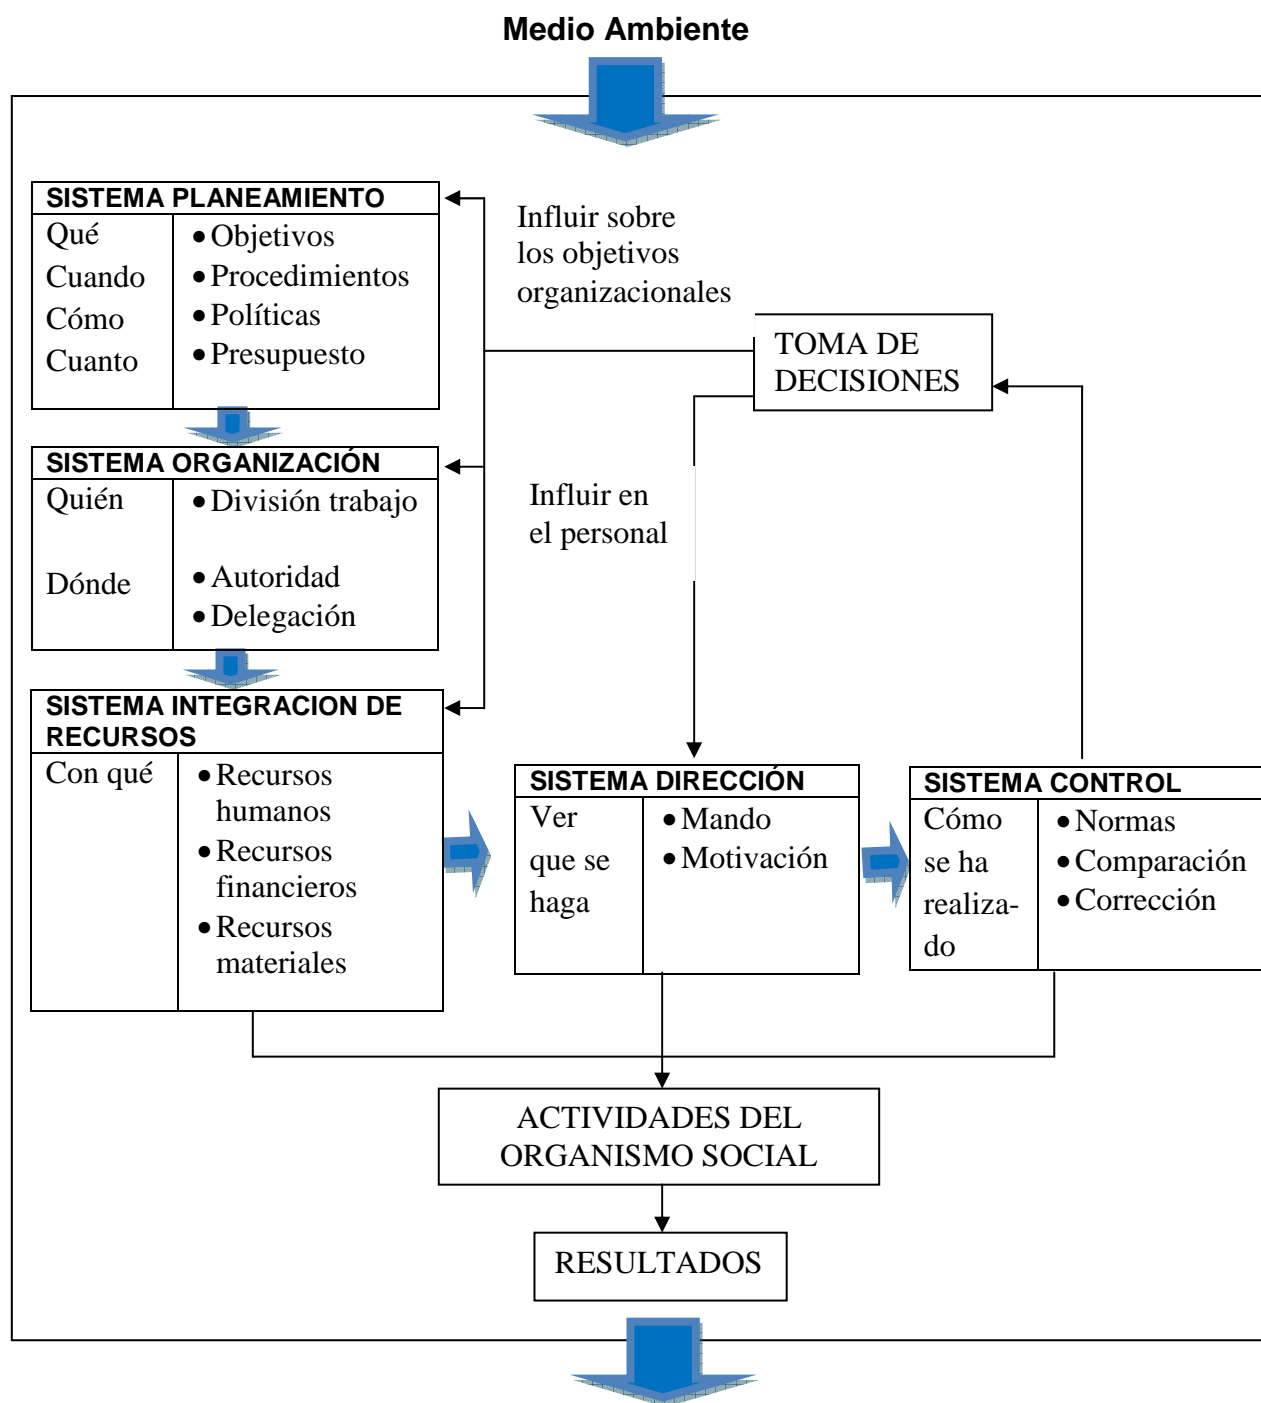 Medio Ambiente
SISTEMA PLANEAMIENTO
Qué
Cuando
Cómo
Cuanto
•Objetivos
•Procedimientos
•Políticas
•Presupuesto
Influir sobre
los objetivos
organizacionales
TOMA DE
DECISIONES
SISTEMA ORGANIZACIÓN
Quién
Dónde
•División trabajo
•Autoridad
•Delegación
Influir en
el personal
SISTEMA INTEGRACION DE
RECURSOS
Con qué
•Recursos
humanos
•Recursos
financieros
•Recursos
materiales
SISTEMA DIRECCIÓN
Ver
que se
haga
•Mando
•Motivación
SISTEMA CONTROL
Cómo
se ha
realiza-
do
•Normas
•Comparación
•Corrección
ACTIVIDADES DEL
ORGANISMO SOCIAL
RESULTADOS